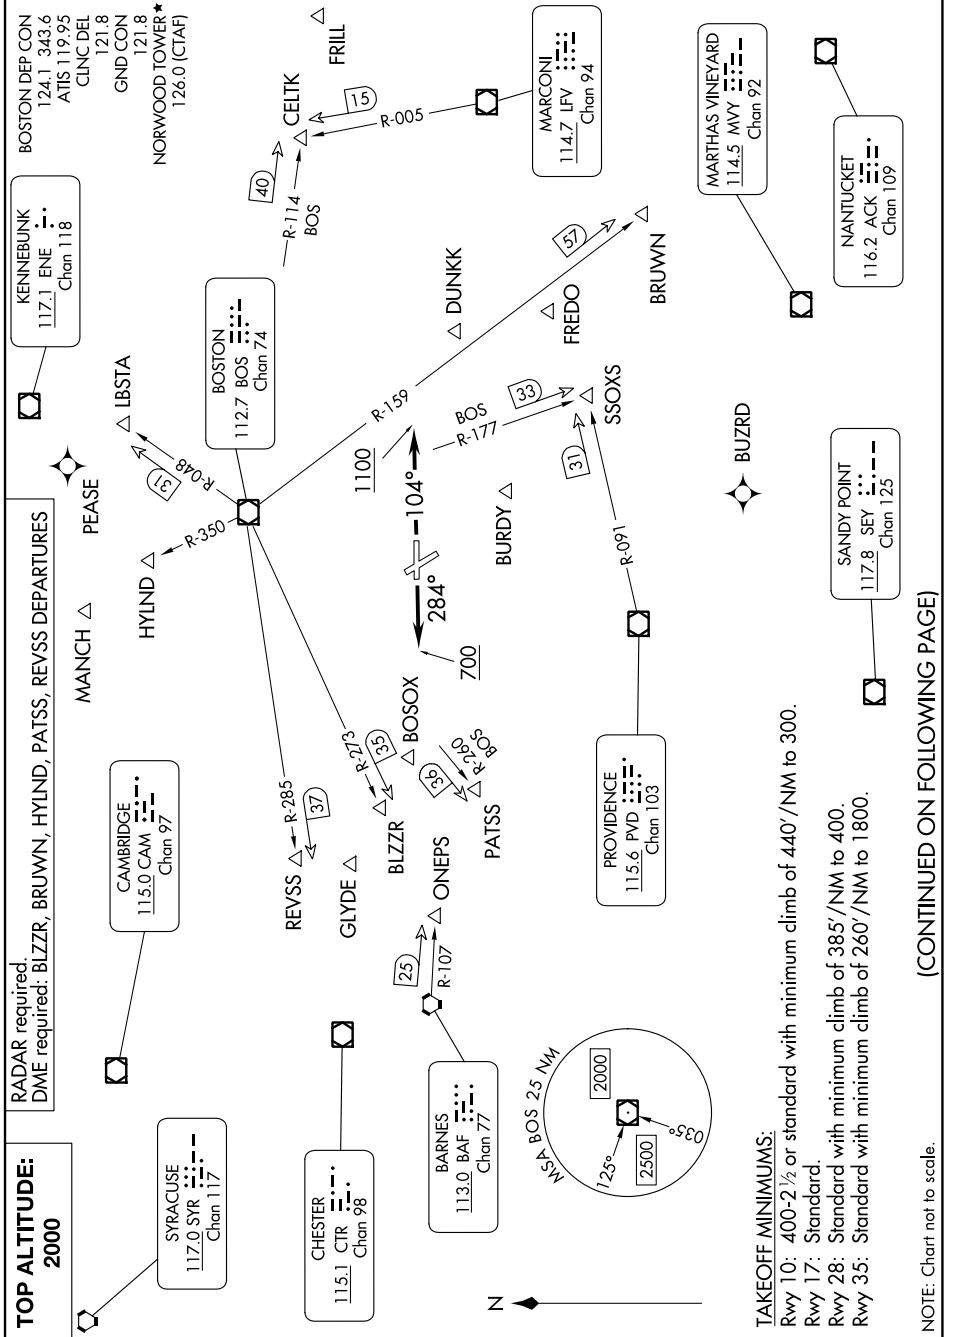 TOP ALTITUDE:
2000
RADAR required.
DME required: BLZZR, BRUWN, HYLND, PATSS, REVSS DEPARTURES
BOSTON DEP CON
124.1 343.6
ATIS 119.95
CLNC DEL
121.8
GND CON
121.8
NORWOOD TOWER★
126.0 (CTAF)
SYRACUSE
117.0 SYR
Chan 117
CAMBRIDGE
115.0 CAM
Chan 97
MANCH
PEASE
KENNEBUNK
117.1 ENE
Chan 118
HYLND
LBSTA
31
R-048
R-350
BOSTON
112.7 BOS
Chan 74
40
R-114
BOS
CELTK
FRILL
15
R-005
REVSS
R-285
37
GLYDE
BLZZR
R-273
35
BOSOX
36
R-260
BOS
PATSS
CHESTER
115.1 CTR
Chan 98
25
R-107
ONEPS
BARNES
113.0 BAF
Chan 77
700
284°
104°
1100
R-159
DUNKK
FREDO
57
BRUWN
BURDY
BOS
R-177
33
31
SSOXS
R-091
MARCONI
114.7 LFV
Chan 94
MARTHAS VINEYARD
114.5 MVY
Chan 92
NANTUCKET
116.2 ACK
Chan 109
PROVIDENCE
115.6 PVD
Chan 103
BUZRD
SANDY POINT
117.8 SEY
Chan 125
N
MSA BOS 25 NM
125°
2000
2500
035°
TAKEOFF MINIMUMS:
Rwy 10: 400-2½ or standard with minimum climb of 440'/NM to 300.
Rwy 17: Standard.
Rwy 28: Standard with minimum climb of 385'/NM to 400.
Rwy 35: Standard with minimum climb of 260'/NM to 1800.
NOTE: Chart not to scale.
(CONTINUED ON FOLLOWING PAGE)